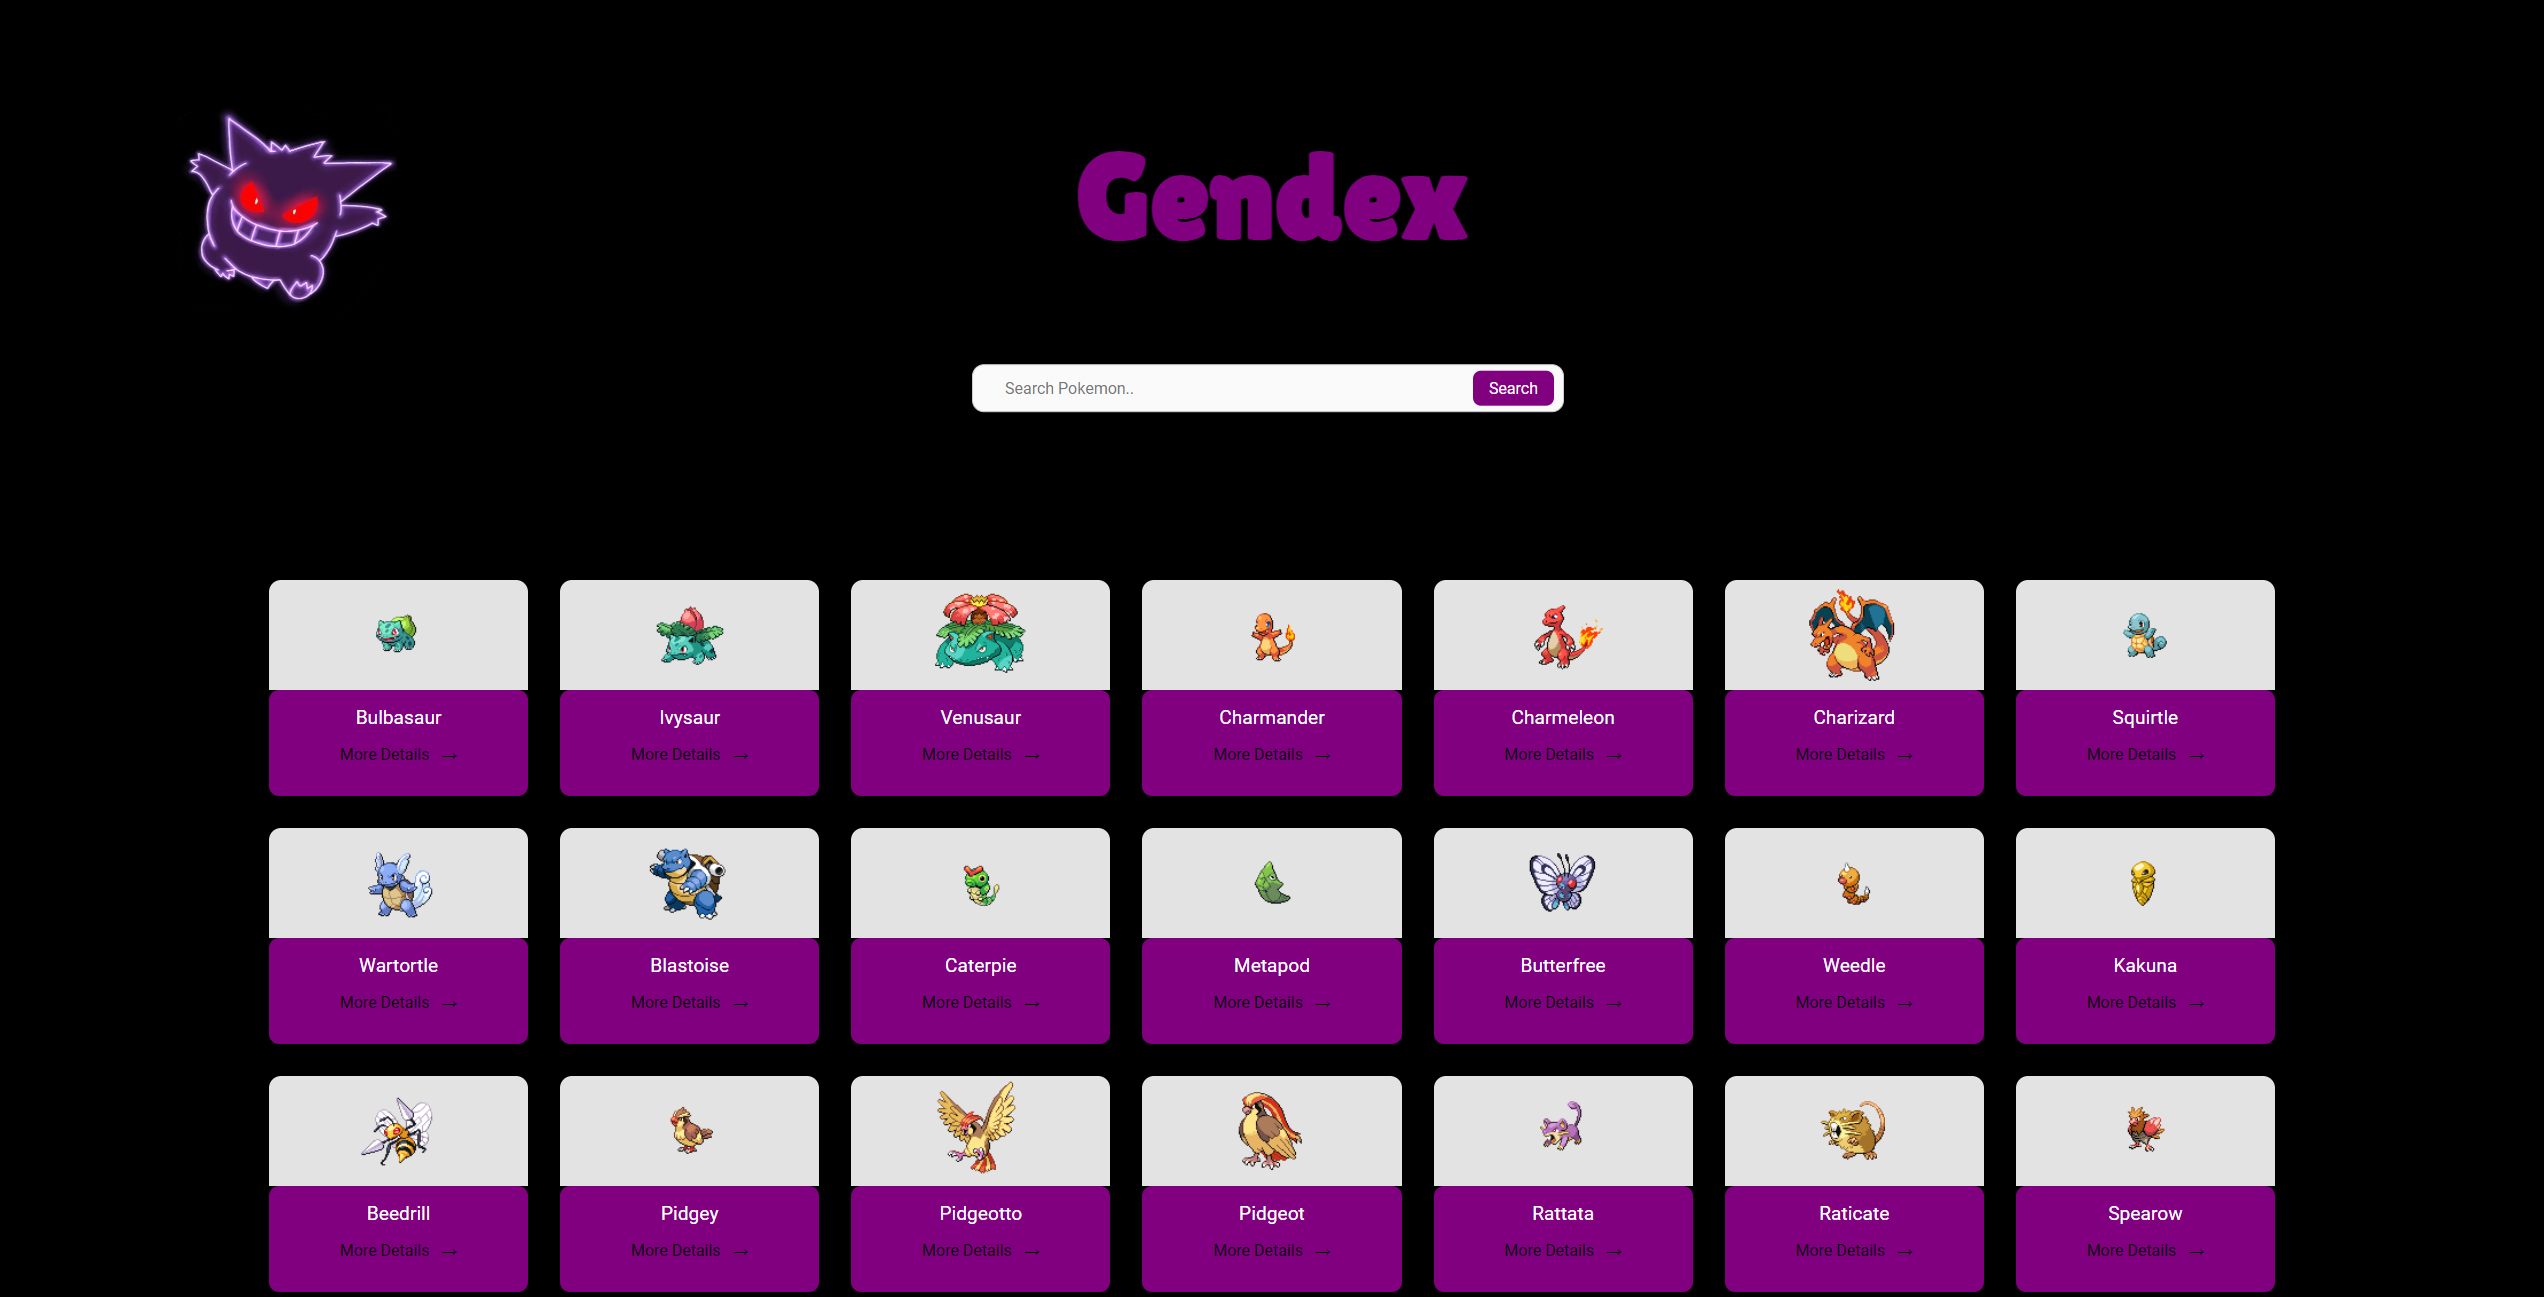 Gendex
Search Pokemon.. Search
Bulbasaur Ivysaur Venusaur Charmander Charmeleon Charizard Squirtle
More Details → More Details → More Details → More Details → More Details → More Details → More Details →
Wartortle Blastoise Caterpie Metapod Butterfree Weedle Kakuna
More Details → More Details → More Details → More Details → More Details → More Details → More Details →
Beedrill Pidgey Pidgeotto Pidgeot Rattata Raticate Spearow
More Details → More Details → More Details → More Details → More Details → More Details → More Details →